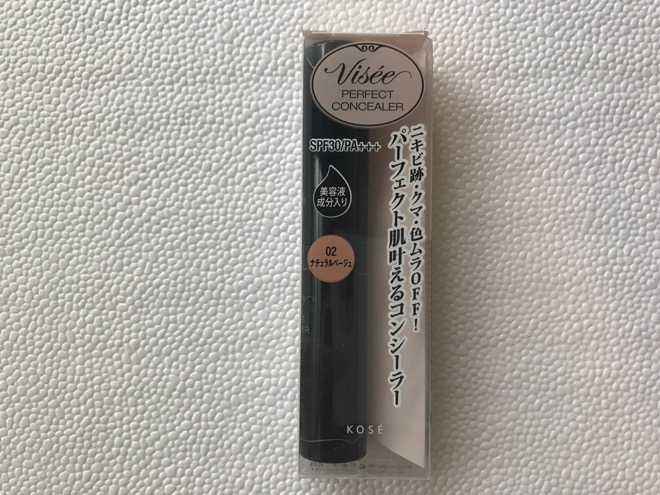 Visée
PERFECT
CONCEALER
SPF30/PA+++
ニキビ跡・クマ・色ムラOFF!
パーフェクト肌叶えるコンシーラー
美容液
成分入り
02
ナチュラルベージュ
KOSÉ